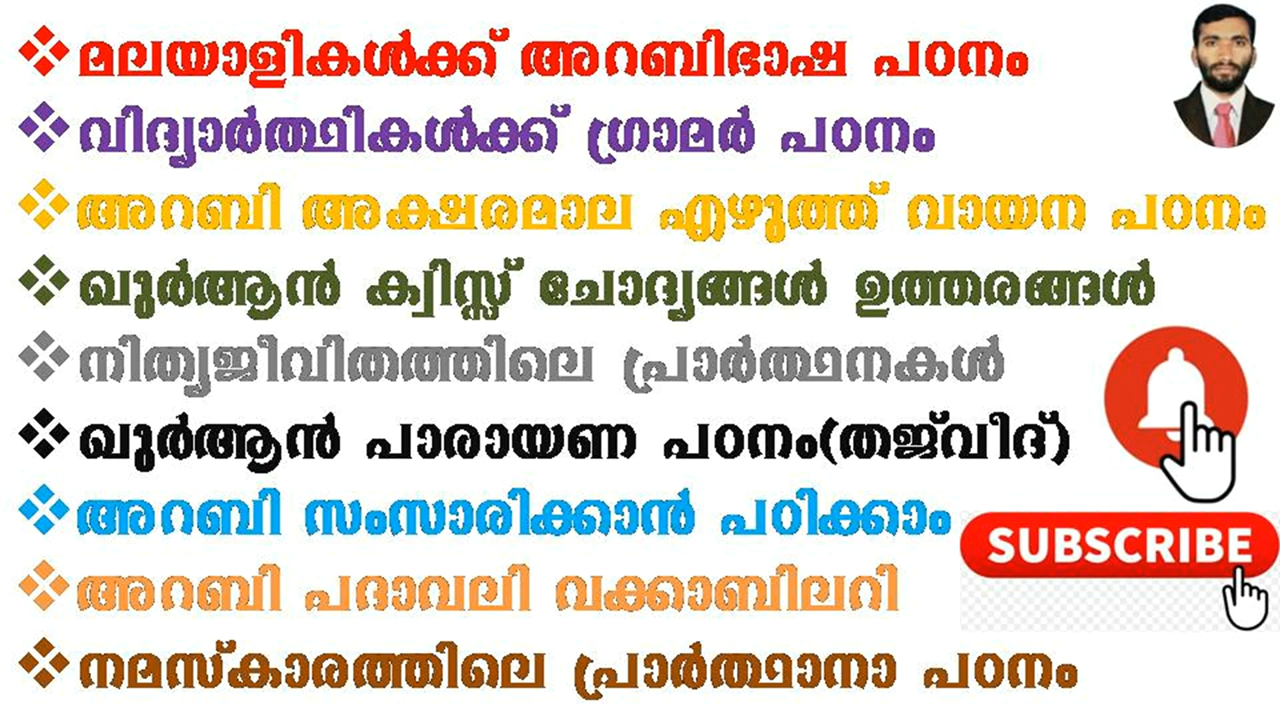 ❖മലയാളികൾക്ക് അറബിഭാഷ പഠനം
❖വിദ്യാർത്ഥികൾക്ക് ഗ്രാമർ പഠനം
❖അറബി അക്ഷരമാല എഴുത്ത് വായന പഠനം
❖ഖുർആൻ ക്വിസ്സ് ചോദ്യങ്ങൾ ഉത്തരങ്ങൾ
❖നിത്യജീവിതത്തിലെ പ്രാർത്ഥനകൾ
❖ഖുർആൻ പാരായണ പഠനം(തജ്‌വീദ്)
❖അറബി സംസാരിക്കാൻ പഠിക്കാം
SUBSCRIBE
❖അറബി പദാവലി വക്കാബിലറി
❖നമസ്കാരത്തിലെ പ്രാർത്ഥാനാ പഠനം